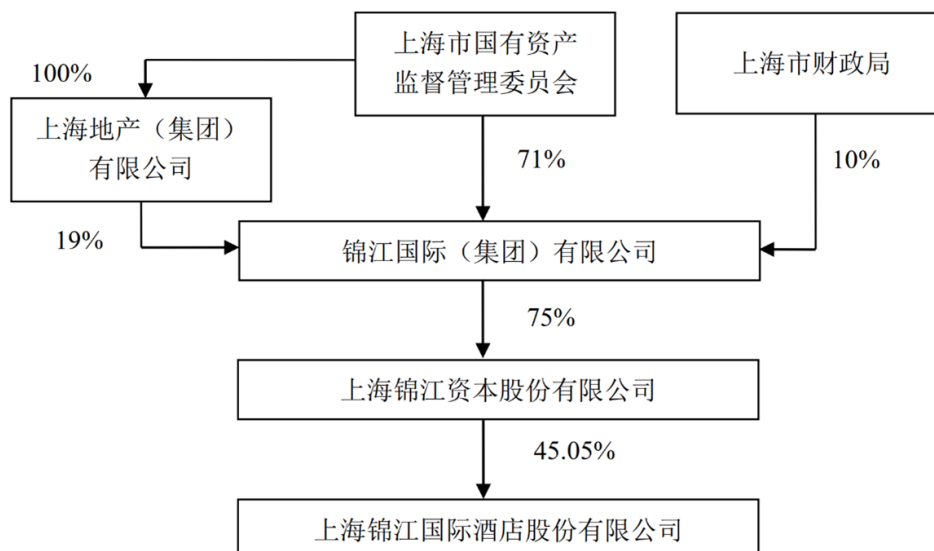 上海市国有资产
监督管理委员会
上海市财政局
100%
上海地产（集团）
有限公司
71%
10%
19%
锦江国际（集团）有限公司
75%
上海锦江资本股份有限公司
45.05%
上海锦江国际酒店股份有限公司